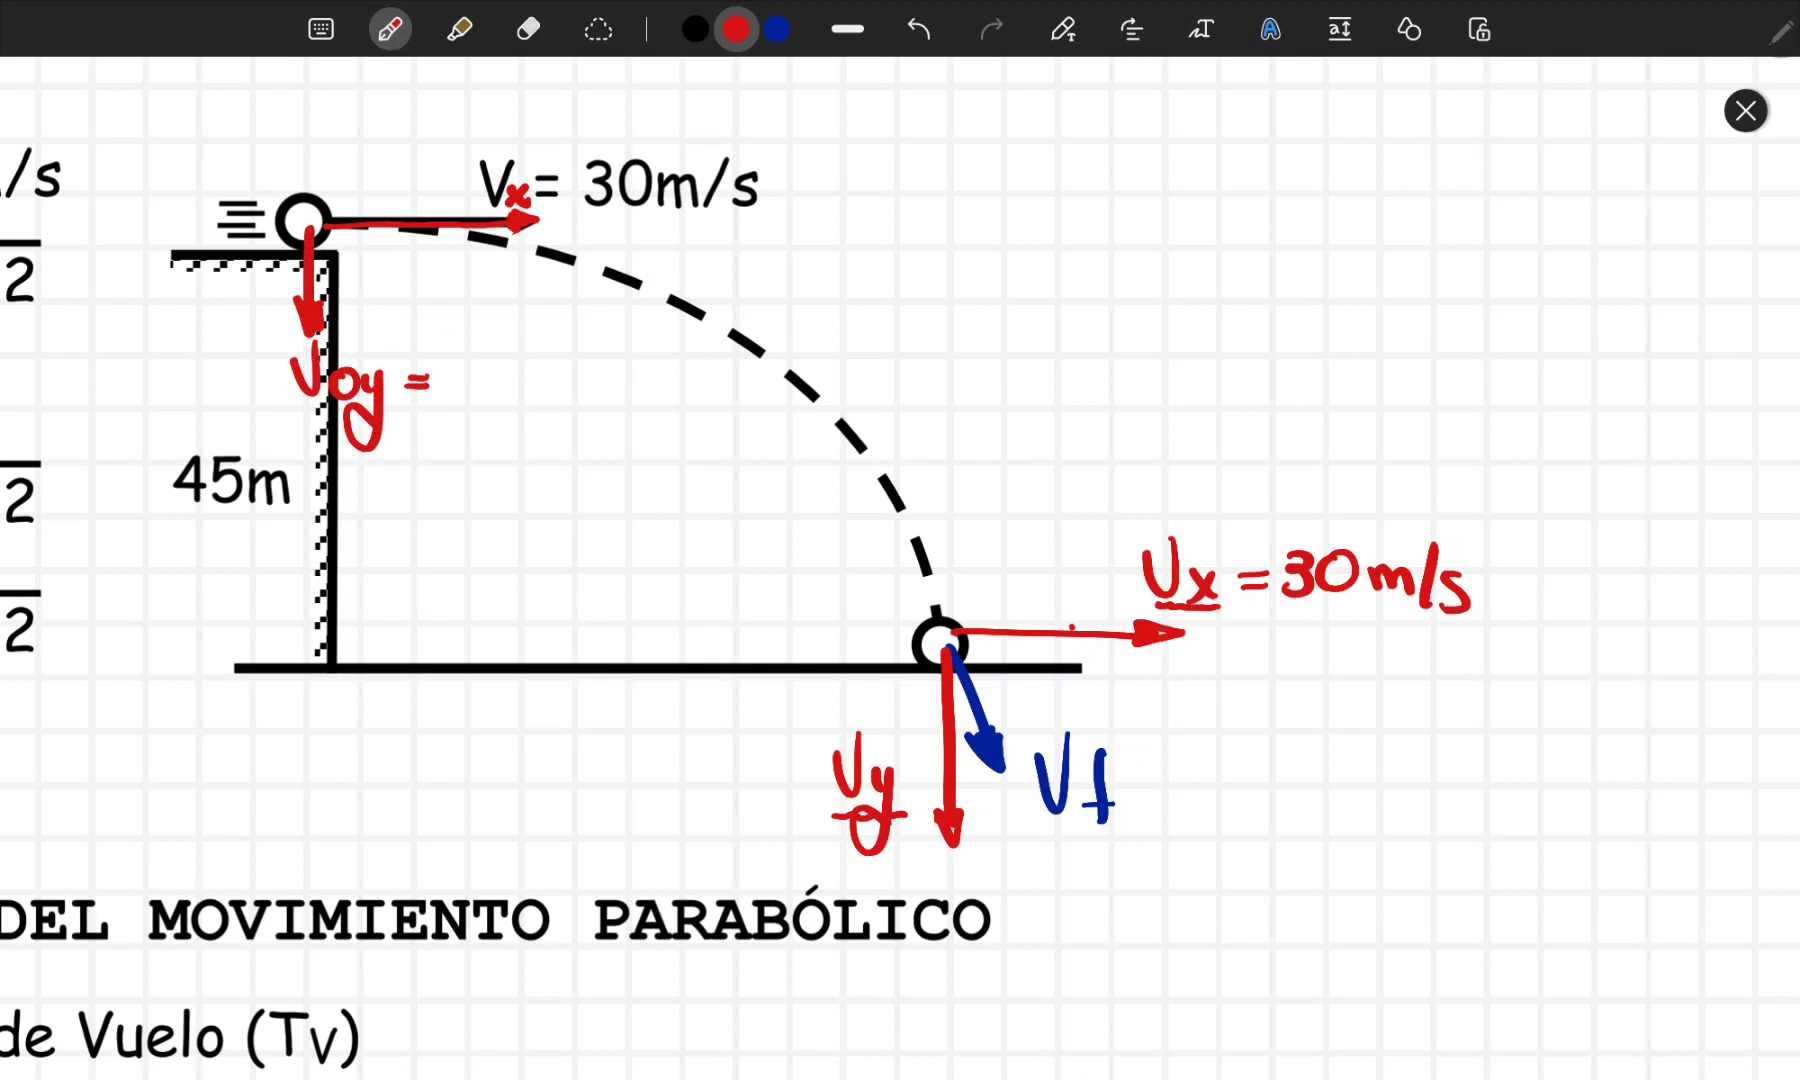 /s
Vx = 30m/s
2
Voy =
45m
2
Vx = 30m/s
2
Vy
Vf
DEL MOVIMIENTO PARABÓLICO
de Vuelo (Tv)